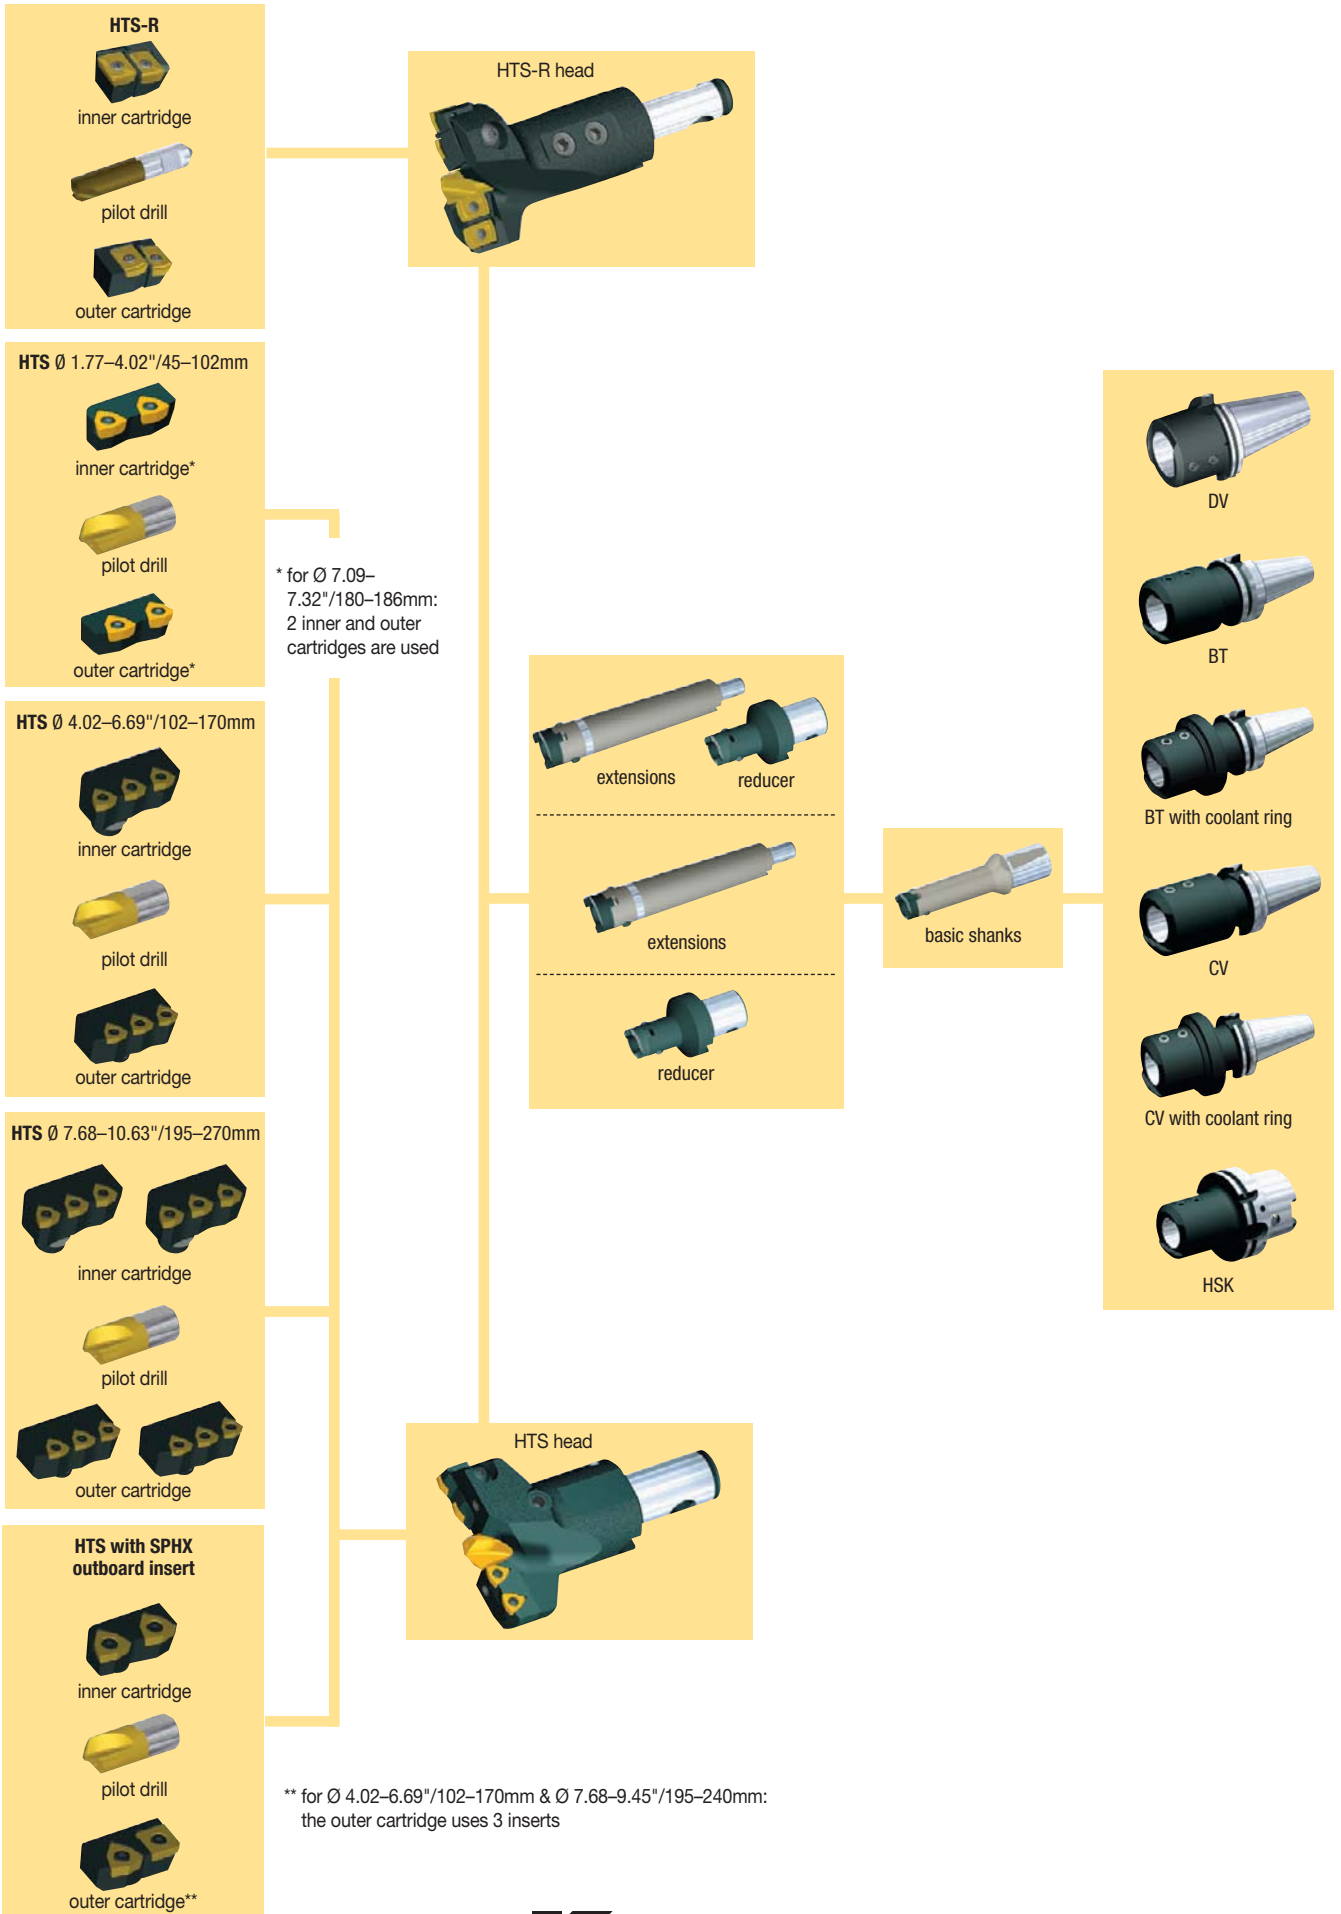 HTS-R
inner cartridge
pilot drill
outer cartridge
HTS-R head
HTS Ø 1.77–4.02"/45–102mm
inner cartridge*
pilot drill
outer cartridge*
* for Ø 7.09–
7.32"/180–186mm:
2 inner and outer
cartridges are used
HTS Ø 4.02–6.69"/102–170mm
inner cartridge
pilot drill
outer cartridge
HTS Ø 7.68–10.63"/195–270mm
inner cartridge
pilot drill
outer cartridge
HTS with SPHX
outboard insert
inner cartridge
pilot drill
outer cartridge**
HTS head
** for Ø 4.02–6.69"/102–170mm & Ø 7.68–9.45"/195–240mm:
the outer cartridge uses 3 inserts
extensions
reducer
extensions
reducer
basic shanks
DV
BT
BT with coolant ring
CV
CV with coolant ring
HSK